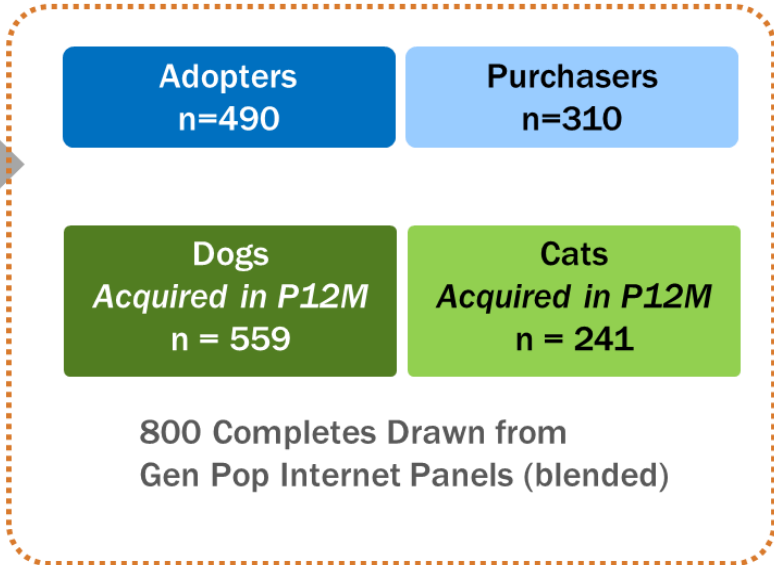 Adopters
n=490
Purchasers
n=310
Dogs
Acquired in P12M
n = 559
Cats
Acquired in P12M
n = 241
800 Completes Drawn from
Gen Pop Internet Panels (blended)